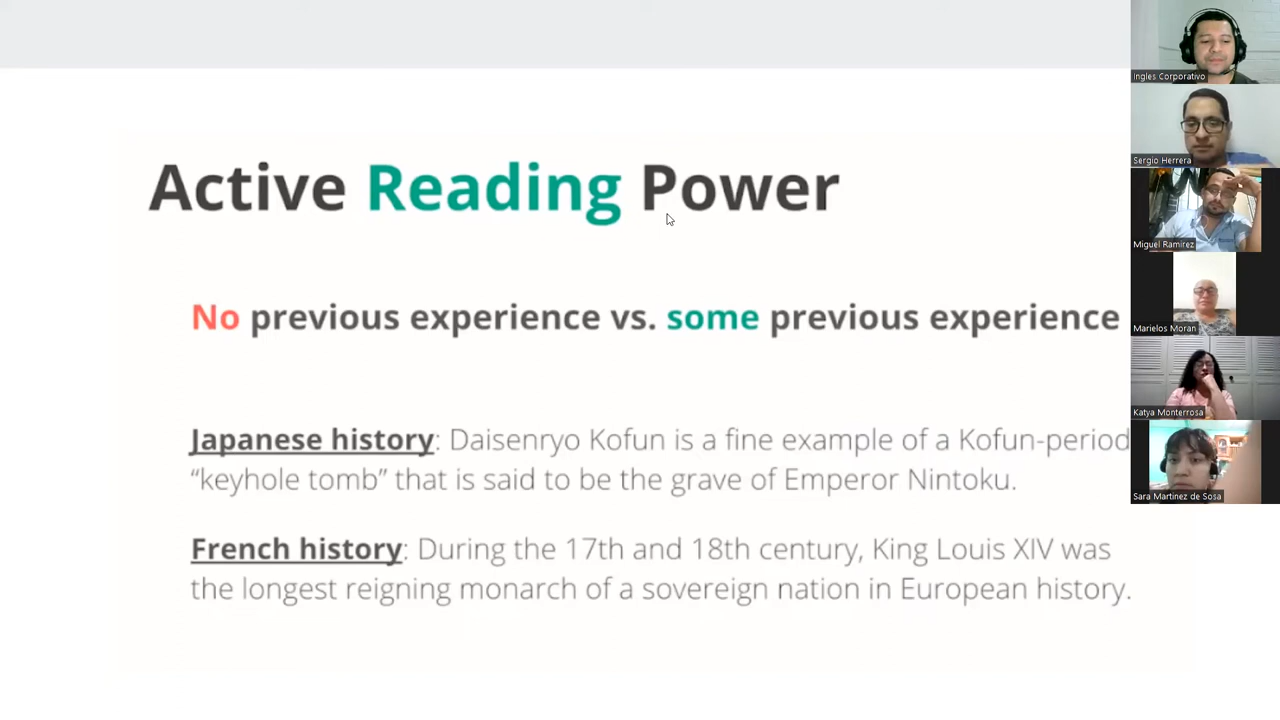 Active Reading Power
No previous experience vs. some previous experience
Japanese history: Daisenryo Kofun is a fine example of a Kofun-period
“keyhole tomb” that is said to be the grave of Emperor Nintoku.
French history: During the 17th and 18th century, King Louis XIV was
the longest reigning monarch of a sovereign nation in European history.
Ingles Corporativo
Sergio Herrera
Miguel Ramirez
Marielos Moran
Katya Monterrosa
Sara Martinez de Sosa